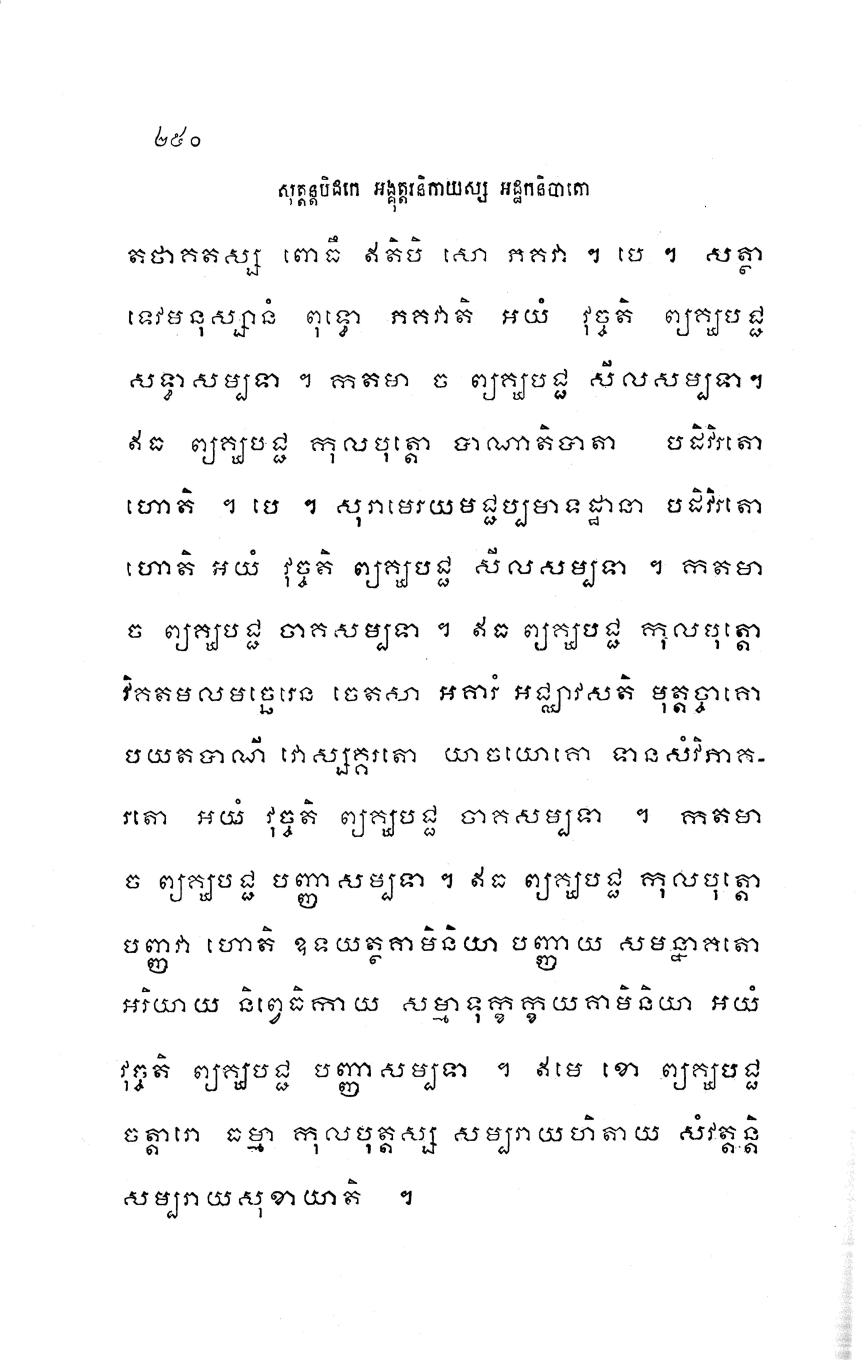 ២៥០
សុត្តន្តបិដកេ អង្គុត្តរនិកាយស្ស អដ្ឋកនិបាតោ
តថាគតស្ស ពោធឹ ឥតិបិ សោ ភគវា ។ បេ ។ សត្ថា
ទេវមនុស្សានំ ពុទ្ធោ ភគវាតិ អយំ វុច្ចតិ ព្យគ្ឃបជ្ជ
សទ្ធាសម្បទា ។ កតមា ច ព្យគ្ឃបជ្ជ សីលសម្បទា។
ឥធ ព្យគ្ឃបជ្ជ កុលបុត្តោ បាណាតិបាតា បដិវិរតោ
ហោតិ ។ បេ ។ សុរាមេរយមជ្ជប្បមាទដ្ឋានា បដិវិរតោ
ហោតិ អយំ វុច្ចតិ ព្យគ្ឃបជ្ជ សីលសម្បទា ។ កតមា
ច ព្យគ្ឃបជ្ជ ចាគសម្បទា ។ ឥធ ព្យគ្ឃបជ្ជ កុលបុត្តោ
វិគតមលមច្ឆេរេន ចេតសា អគារំ អជ្ឈាវសតិ មុត្តច្ចាគោ
បយតបាណី វោស្សគ្គរតោ យាចយោគោ ទានសំវិភាគ-
រតោ អយំ វុច្ចតិ ព្យគ្ឃបជ្ជ ចាគសម្បទា ។ កតមា
ច ព្យគ្ឃបជ្ជ បញ្ញាសម្បទា ។ ឥធ ព្យគ្ឃបជ្ជ កុលបុត្តោ
បញ្ញវា ហោតិ ឧទយត្ថគាមិនិយា បញ្ញាយ សមន្នាគតោ
អរិយាយ និព្វេធិកាយ សម្មាទុក្ខក្ខយគាមិនិយា អយំ
វុច្ចតិ ព្យគ្ឃបជ្ជ បញ្ញាសម្បទា ។ ឥមេ ខោ ព្យគ្ឃបជ្ជ
ចត្តារោ ធម្មា កុលបុត្តស្ស សម្បរាយហិតាយ សំវត្តន្តិ
សម្បរាយសុខាយាតិ ។